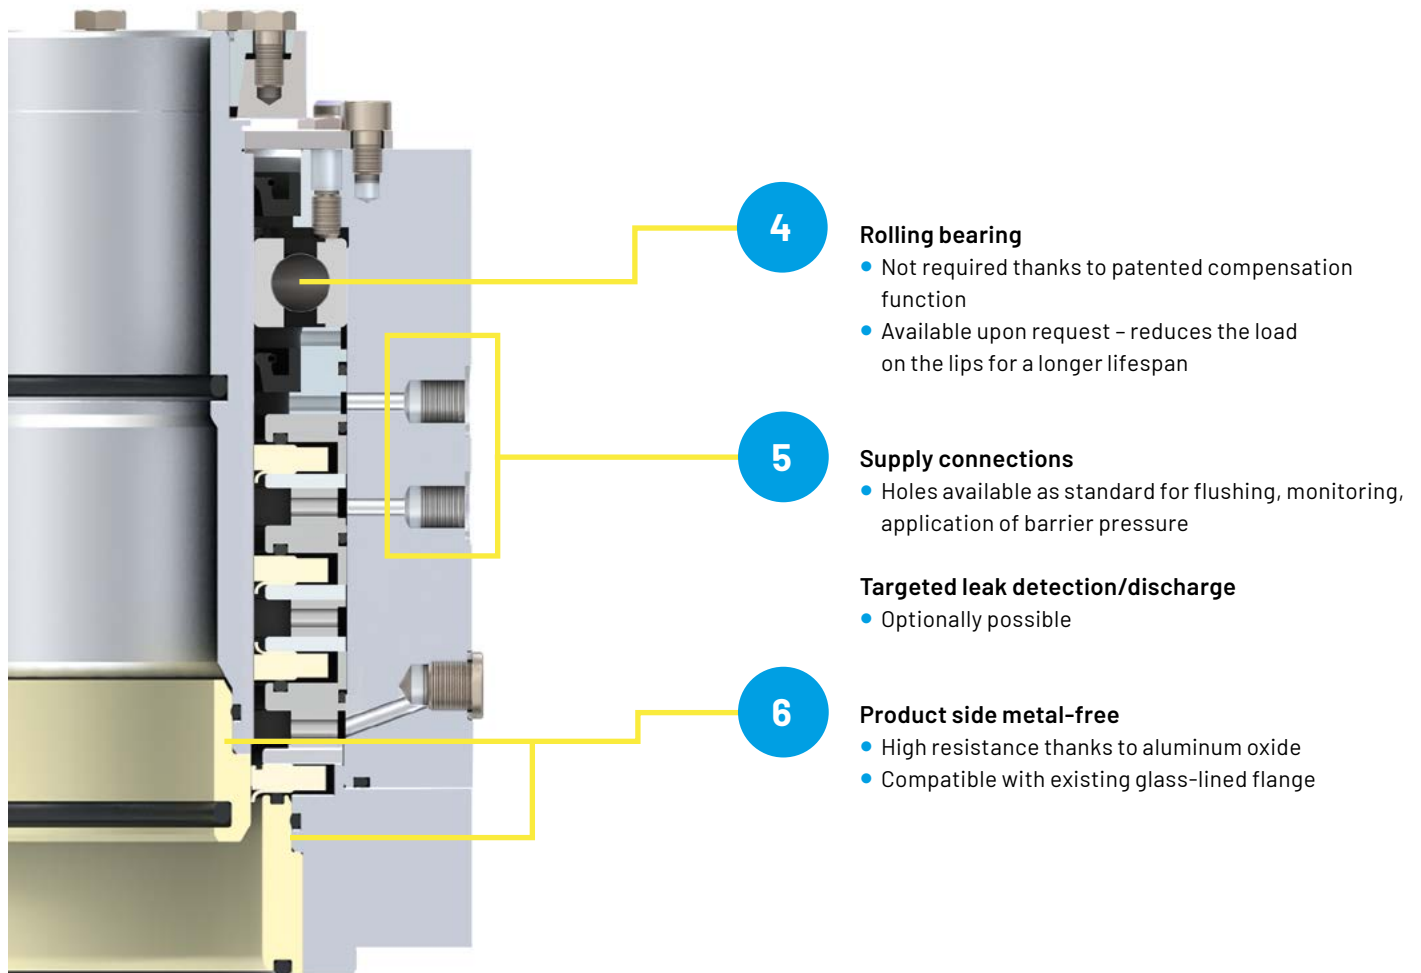 4
Rolling bearing
• Not required thanks to patented compensation
function
• Available upon request – reduces the load
on the lips for a longer lifespan
5
Supply connections
• Holes available as standard for flushing, monitoring,
application of barrier pressure
Targeted leak detection/discharge
• Optionally possible
6
Product side metal-free
• High resistance thanks to aluminum oxide
• Compatible with existing glass-lined flange